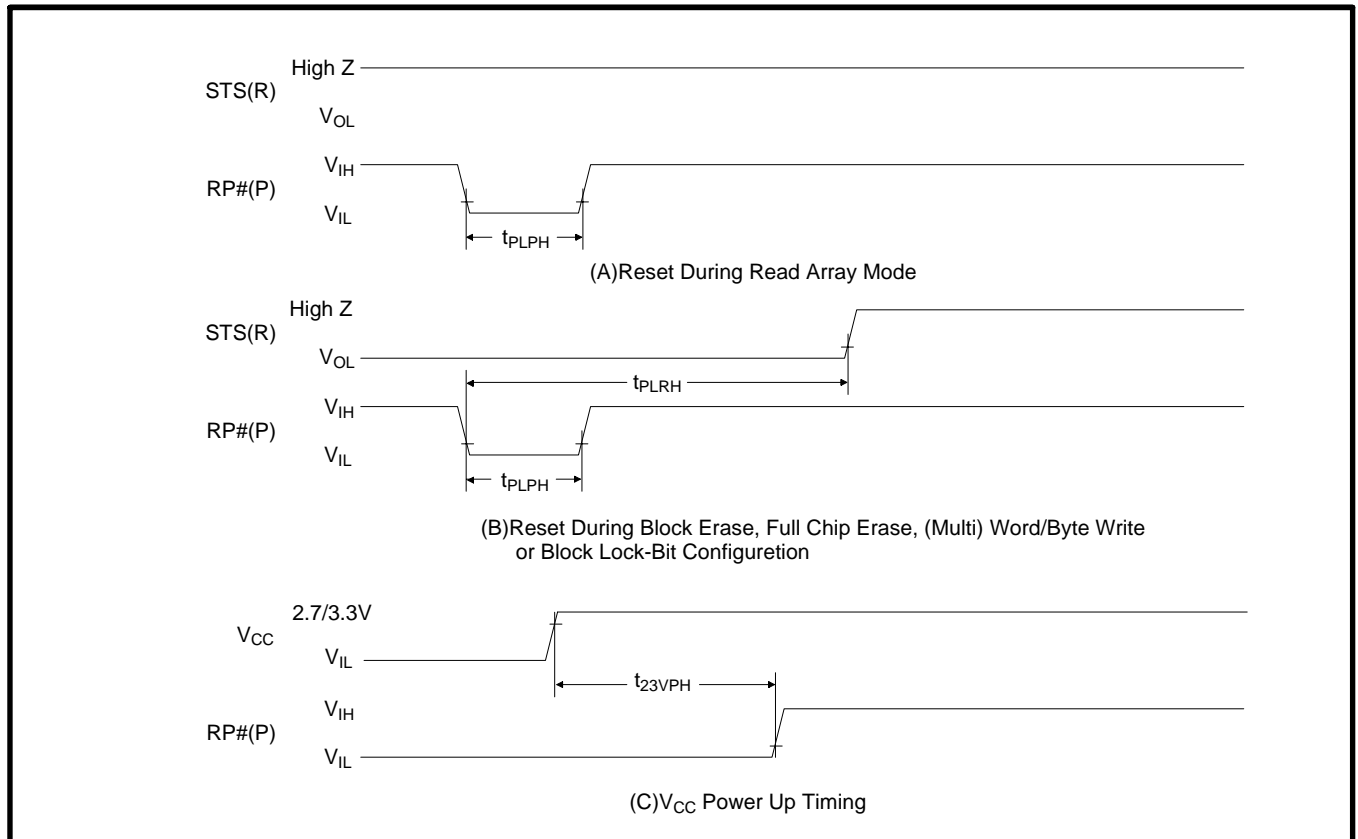 High Z
STS(R)
VOL
VIH
RP#(P)
VIL
tPLPH
(A)Reset During Read Array Mode
High Z
STS(R)
VOL
tPLRH
VIH
RP#(P)
VIL
tPLPH
(B)Reset During Block Erase, Full Chip Erase, (Multi) Word/Byte Write
or Block Lock-Bit Configuretion
2.7/3.3V
VCC
VIL
t23VPH
VIH
RP#(P)
VIL
(C)VCC Power Up Timing